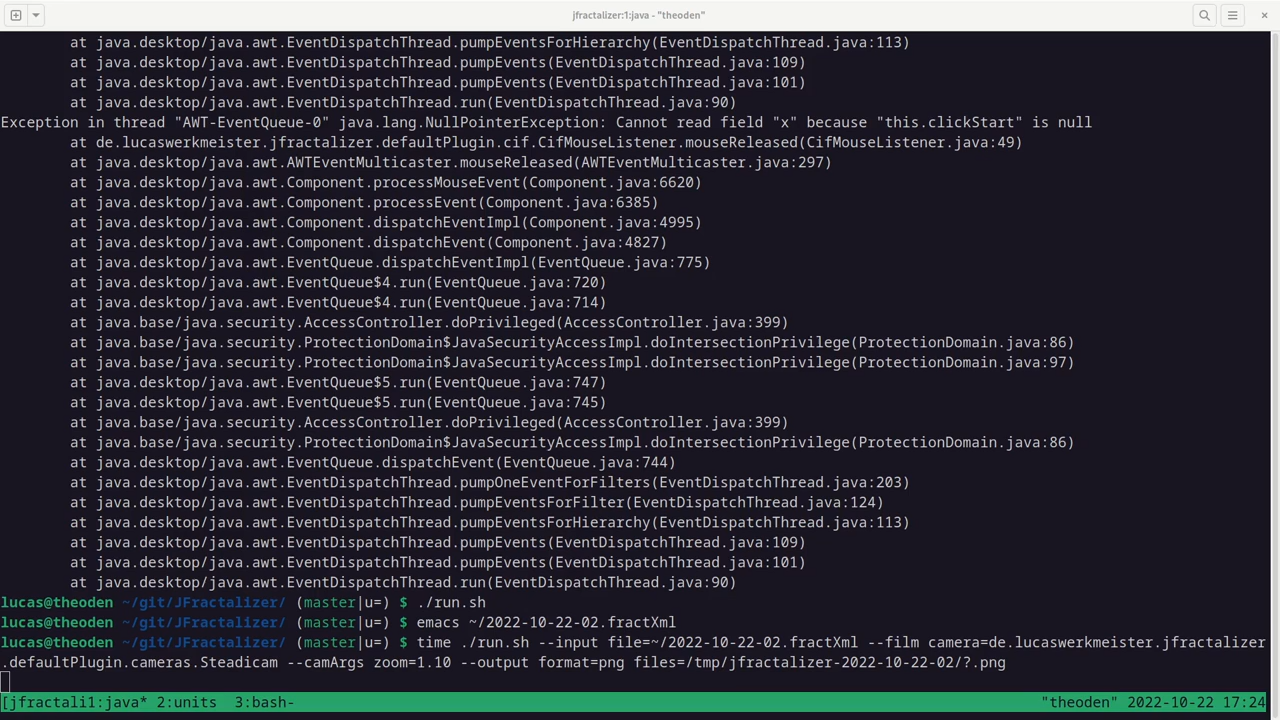 jfractalizer:1:java - "theoden"
at java.desktop/java.awt.EventDispatchThread.pumpEventsForHierarchy(EventDispatchThread.java:113)
at java.desktop/java.awt.EventDispatchThread.pumpEvents(EventDispatchThread.java:109)
at java.desktop/java.awt.EventDispatchThread.pumpEvents(EventDispatchThread.java:101)
at java.desktop/java.awt.EventDispatchThread.run(EventDispatchThread.java:90)
Exception in thread "AWT-EventQueue-0" java.lang.NullPointerException: Cannot read field "x" because "this.clickStart" is null
at de.lucaswerkmeister.jfractalizer.defaultPlugin.cif.CifMouseListener.mouseReleased(CifMouseListener.java:49)
at java.desktop/java.awt.AWTEventMulticaster.mouseReleased(AWTEventMulticaster.java:297)
at java.desktop/java.awt.Component.processMouseEvent(Component.java:6620)
at java.desktop/java.awt.Component.processEvent(Component.java:6385)
at java.desktop/java.awt.Component.dispatchEventImpl(Component.java:4995)
at java.desktop/java.awt.Component.dispatchEvent(Component.java:4827)
at java.desktop/java.awt.EventQueue.dispatchEventImpl(EventQueue.java:775)
at java.desktop/java.awt.EventQueue$4.run(EventQueue.java:720)
at java.desktop/java.awt.EventQueue$4.run(EventQueue.java:714)
at java.base/java.security.AccessController.doPrivileged(AccessController.java:399)
at java.base/java.security.ProtectionDomain$JavaSecurityAccessImpl.doIntersectionPrivilege(ProtectionDomain.java:86)
at java.base/java.security.ProtectionDomain$JavaSecurityAccessImpl.doIntersectionPrivilege(ProtectionDomain.java:97)
at java.desktop/java.awt.EventQueue$5.run(EventQueue.java:747)
at java.desktop/java.awt.EventQueue$5.run(EventQueue.java:745)
at java.base/java.security.AccessController.doPrivileged(AccessController.java:399)
at java.base/java.security.ProtectionDomain$JavaSecurityAccessImpl.doIntersectionPrivilege(ProtectionDomain.java:86)
at java.desktop/java.awt.EventQueue.dispatchEvent(EventQueue.java:744)
at java.desktop/java.awt.EventDispatchThread.pumpOneEventForFilters(EventDispatchThread.java:203)
at java.desktop/java.awt.EventDispatchThread.pumpEventsForFilter(EventDispatchThread.java:124)
at java.desktop/java.awt.EventDispatchThread.pumpEventsForHierarchy(EventDispatchThread.java:113)
at java.desktop/java.awt.EventDispatchThread.pumpEvents(EventDispatchThread.java:109)
at java.desktop/java.awt.EventDispatchThread.pumpEvents(EventDispatchThread.java:101)
at java.desktop/java.awt.EventDispatchThread.run(EventDispatchThread.java:90)
lucas@theoden ~/git/JFractalizer/ (master|u=) $ ./run.sh
lucas@theoden ~/git/JFractalizer/ (master|u=) $ emacs ~/2022-10-22-02.fractXml
lucas@theoden ~/git/JFractalizer/ (master|u=) $ time ./run.sh --input file=~/2022-10-22-02.fractXml --film camera=de.lucaswerkmeister.jfractalizer
.defaultPlugin.cameras.Steadicam --camArgs zoom=1.10 --output format=png files=/tmp/jfractalizer-2022-10-22-02/?.png
[jfractali1:java* 2:units  3:bash- "theoden" 2022-10-22 17:24